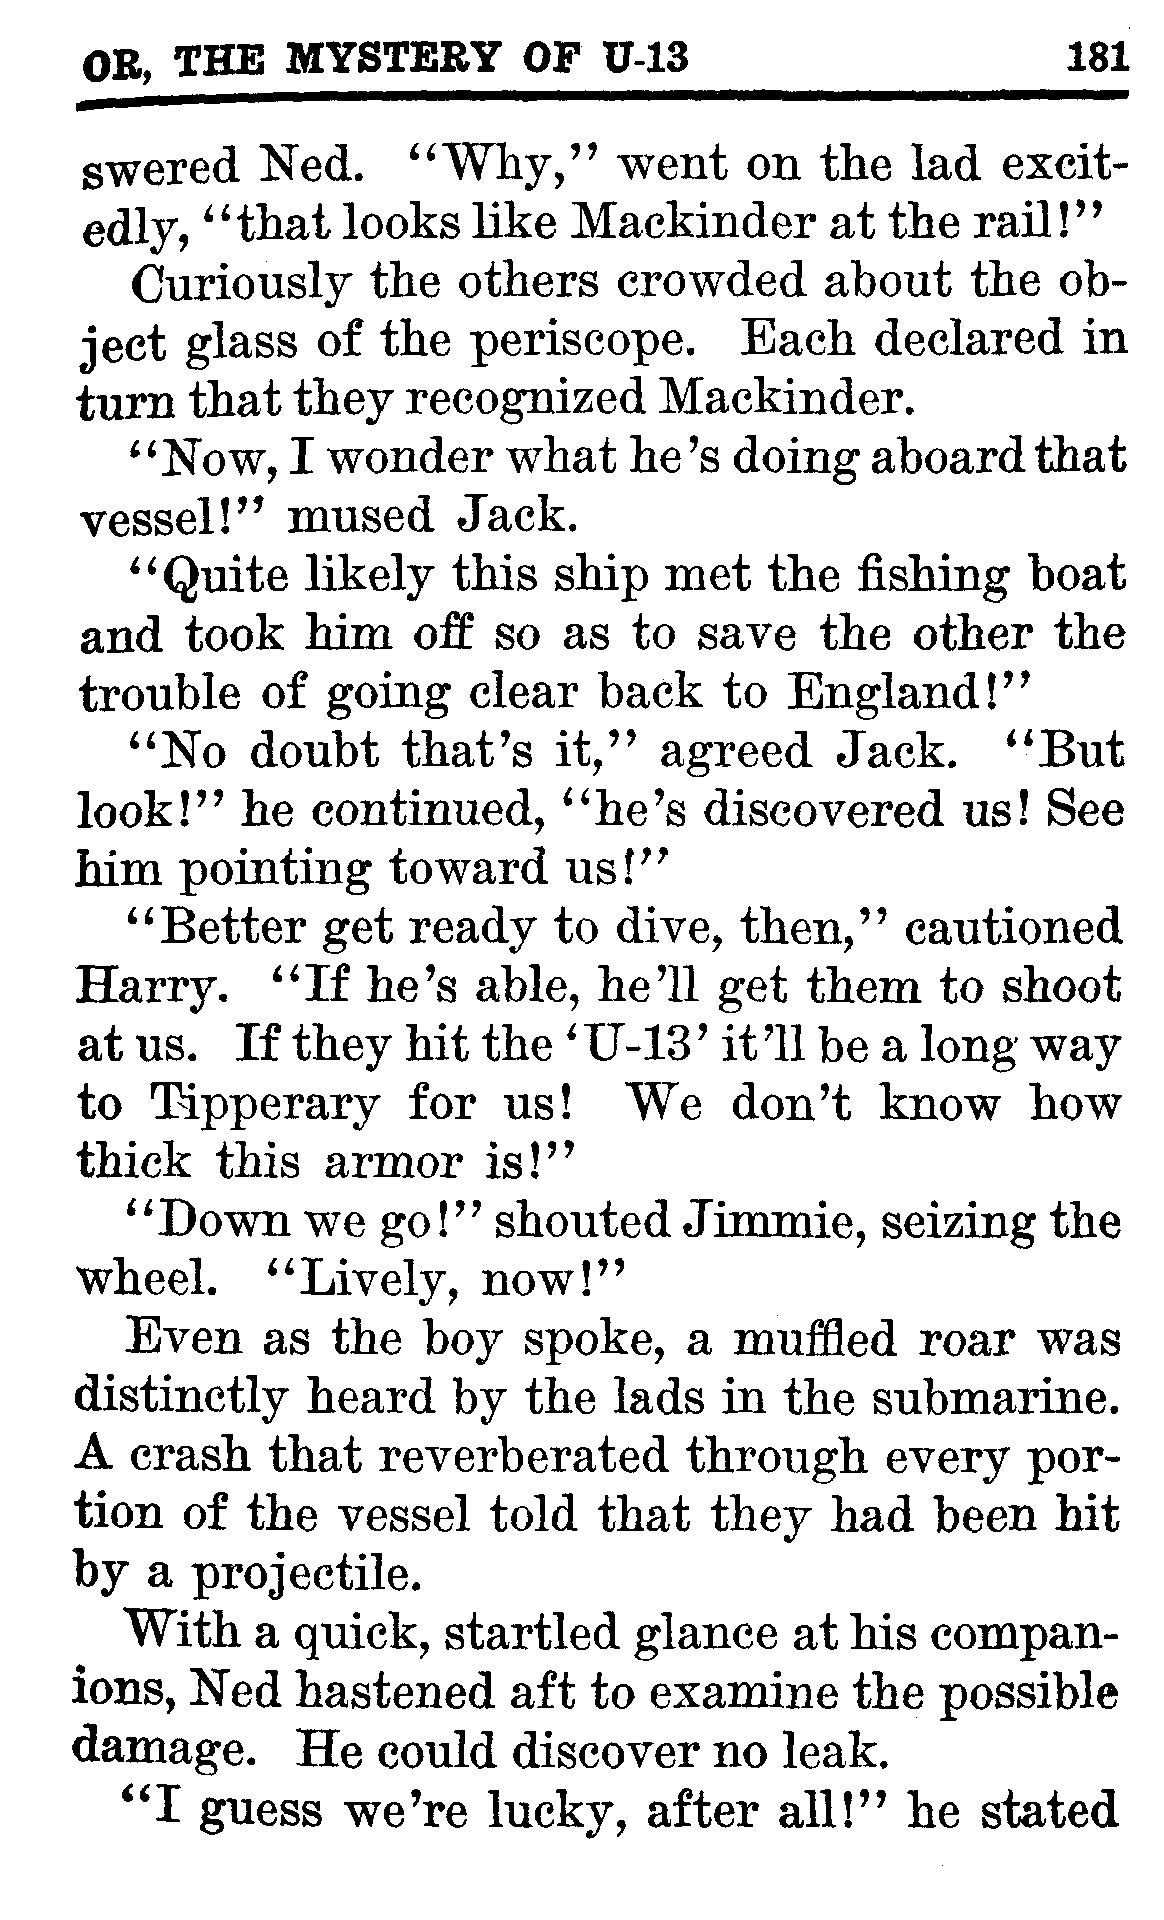 OR, THE MYSTERY OF U-13 181
swered Ned. “Why,” went on the lad excit-
edly, “that looks like Mackinder at the rail!”
Curiously the others crowded about the ob-
ject glass of the periscope. Each declared in
turn that they recognized Mackinder.
“Now, I wonder what he’s doing aboard that
vessel!” mused Jack.
“Quite likely this ship met the fishing boat
and took him off so as to save the other the
trouble of going clear back to England!”
“No doubt that’s it,” agreed Jack. “But
look!” he continued, “he’s discovered us! See
him pointing toward us!”
“Better get ready to dive, then,” cautioned
Harry. “If he’s able, he’ll get them to shoot
at us. If they hit the ‘U-13’ it’ll be a long way
to Tipperary for us! We don’t know how
thick this armor is!”
“Down we go!” shouted Jimmie, seizing the
wheel. “Lively, now!”
Even as the boy spoke, a muffled roar was
distinctly heard by the lads in the submarine.
A crash that reverberated through every por-
tion of the vessel told that they had been hit
by a projectile.
With a quick, startled glance at his compan-
ions, Ned hastened aft to examine the possible
damage. He could discover no leak.
“I guess we’re lucky, after all!” he stated